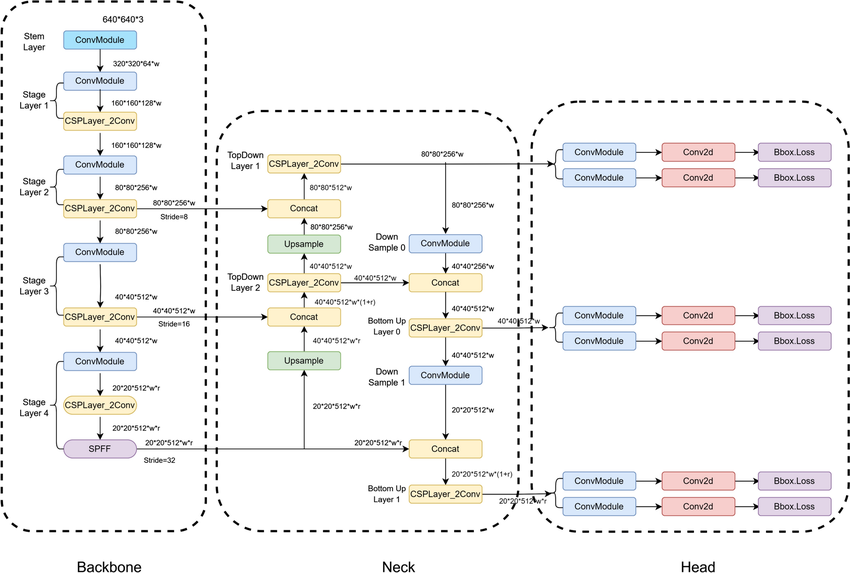 640*640*3
Stem
Layer
ConvModule
320*320*64*w
ConvModule
Stage
Layer 1
160*160*128*w
CSPLayer_2Conv
160*160*128*w
ConvModule
Stage
Layer 2
80*80*256*w
CSPLayer_2Conv
80*80*256*w
Stride=8
80*80*256*w
ConvModule
Stage
Layer 3
40*40*512*w
CSPLayer_2Conv
40*40*512*w
Stride=16
40*40*512*w
ConvModule
20*20*512*w*r
Stage
Layer 4
CSPLayer_2Conv
20*20*512*w*r
SPFF
20*20*512*w*r
Stride=32
Backbone
TopDown
Layer 1
CSPLayer_2Conv
80*80*512*w
Concat
80*80*256*w
Upsample
40*40*512*w
TopDown
Layer 2
CSPLayer_2Conv
40*40*512*w
40*40*512*w*(1+r)
Concat
40*40*512*w*r
Upsample
20*20*512*w*r
80*80*256*w
80*80*256*w
Down
Sample 0
ConvModule
40*40*256*w
Concat
40*40*512*w
Bottom Up
Layer 0
CSPLayer_2Conv
40*40*512*w
40*40*512*w
Down
Sample 1
ConvModule
20*20*512*w
20*20*512*w*r
Concat
20*20*512*w*(1+r)
Bottom Up
Layer 1
CSPLayer_2Conv
20*20*512*w*r
Neck
ConvModule
Conv2d
Bbox.Loss
ConvModule
Conv2d
Bbox.Loss
ConvModule
Conv2d
Bbox.Loss
ConvModule
Conv2d
Bbox.Loss
ConvModule
Conv2d
Bbox.Loss
ConvModule
Conv2d
Bbox.Loss
Head